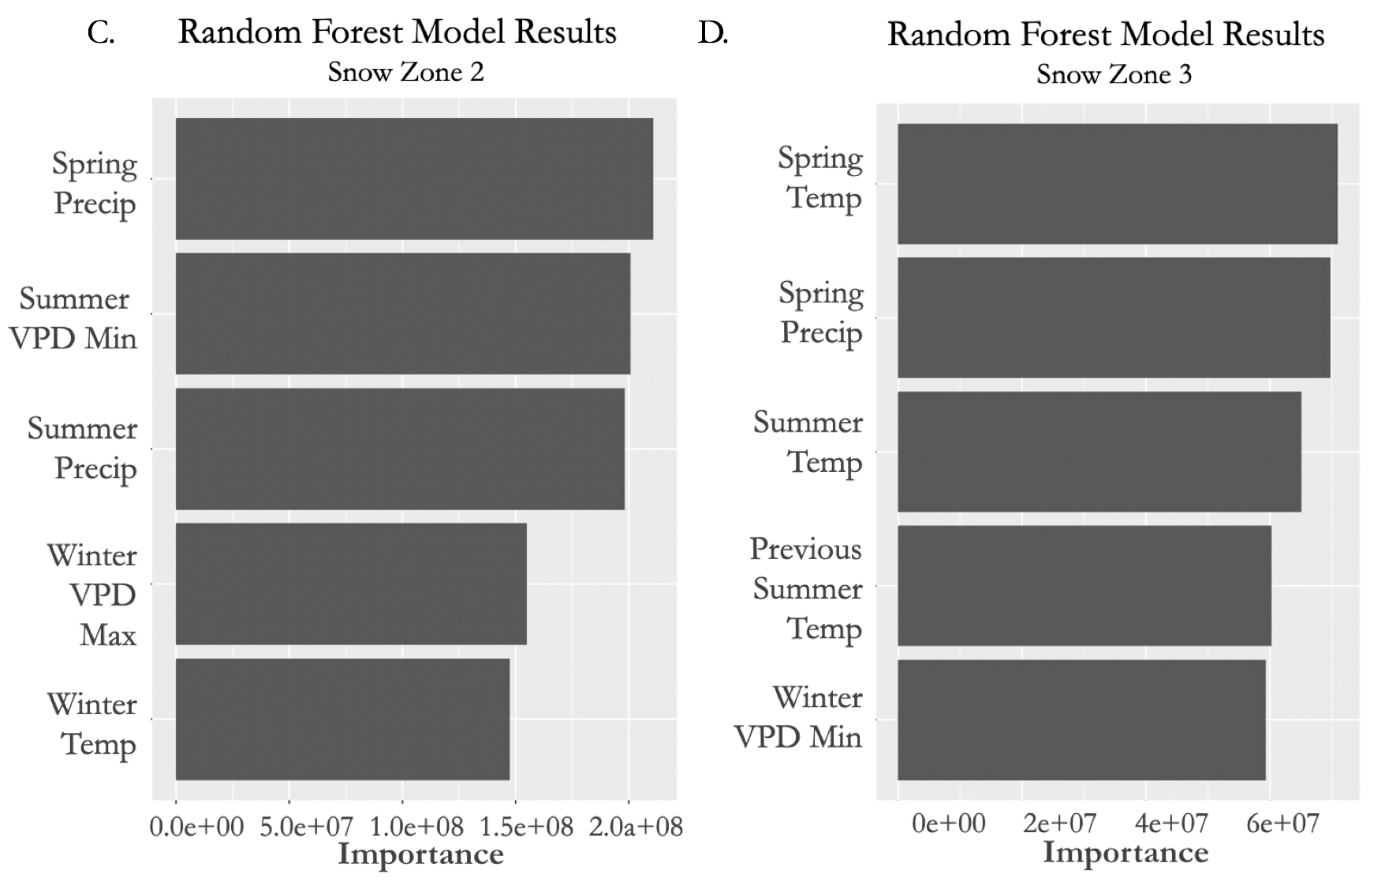 C.
Random Forest Model Results
Snow Zone 2
Spring
Precip
Summer
VPD Min
Summer
Precip
Winter
VPD
Max
Winter
Temp
0.0e+00 5.0e+07 1.0e+08 1.5e+08 2.0a+08
Importance
D.
Random Forest Model Results
Snow Zone 3
Spring
Temp
Spring
Precip
Summer
Temp
Previous
Summer
Temp
Winter
VPD Min
0e+00 2e+07 4e+07 6e+07
Importance